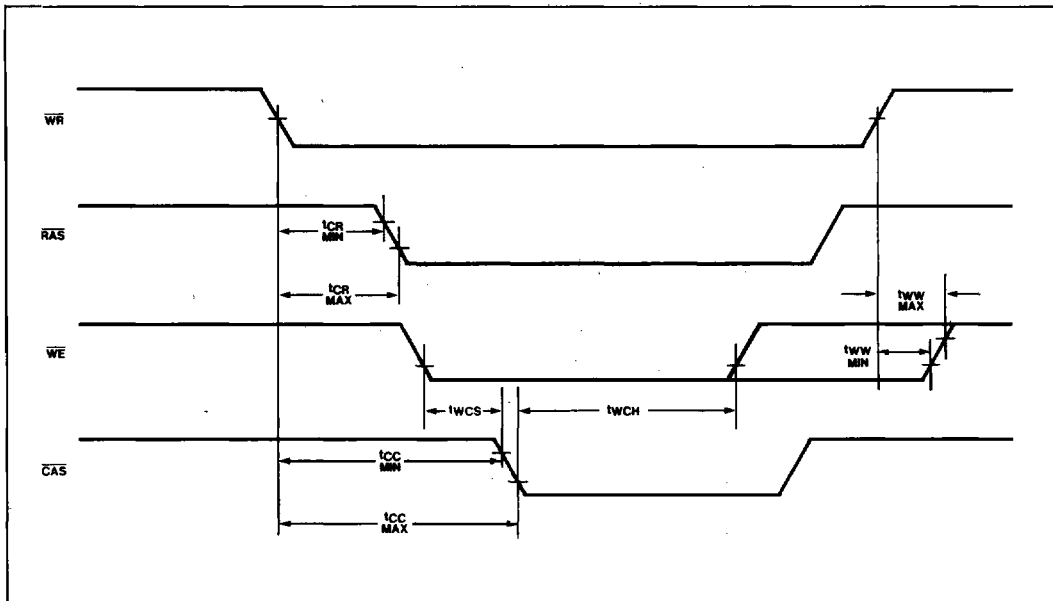 WR
RAS
tCR
MIN
tCR
MAX
WE
tWW
MAX
tWW
MIN
tWCS
tWCH
CAS
tCC
MIN
tCC
MAX